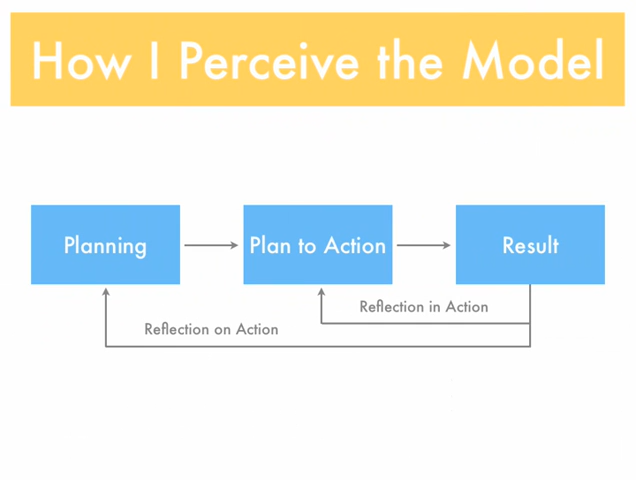 How I Perceive the Model
Planning
Plan to Action
Result
Reflection in Action
Reflection on Action